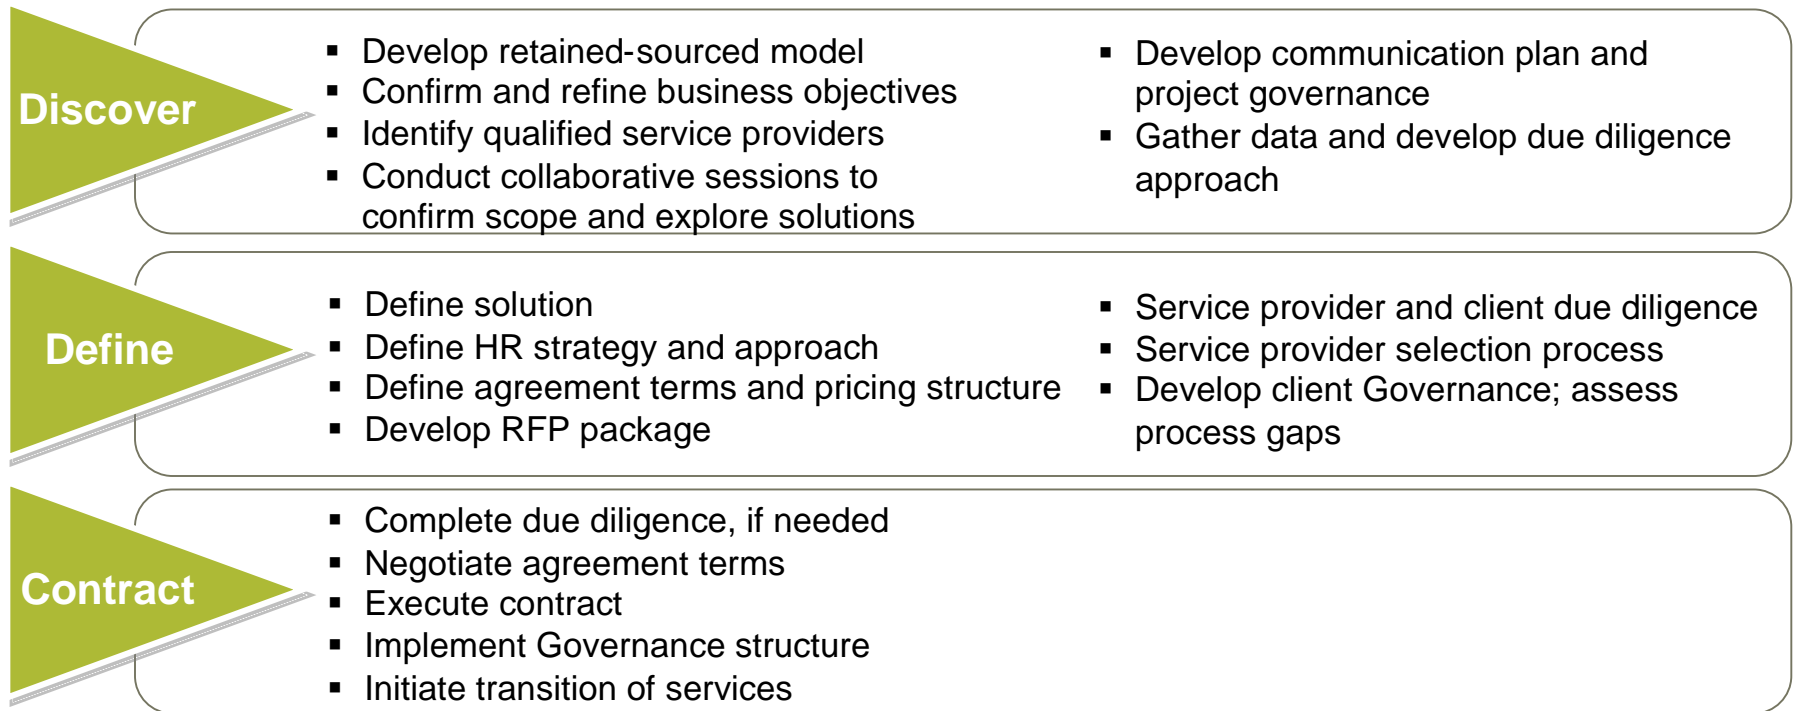 Discover
▪ Develop retained-sourced model
▪ Confirm and refine business objectives
▪ Identify qualified service providers
▪ Conduct collaborative sessions to
confirm scope and explore solutions
▪ Develop communication plan and
project governance
▪ Gather data and develop due diligence
approach
Define
▪ Define solution
▪ Define HR strategy and approach
▪ Define agreement terms and pricing structure
▪ Develop RFP package
▪ Service provider and client due diligence
▪ Service provider selection process
▪ Develop client Governance; assess
process gaps
Contract
▪ Complete due diligence, if needed
▪ Negotiate agreement terms
▪ Execute contract
▪ Implement Governance structure
▪ Initiate transition of services